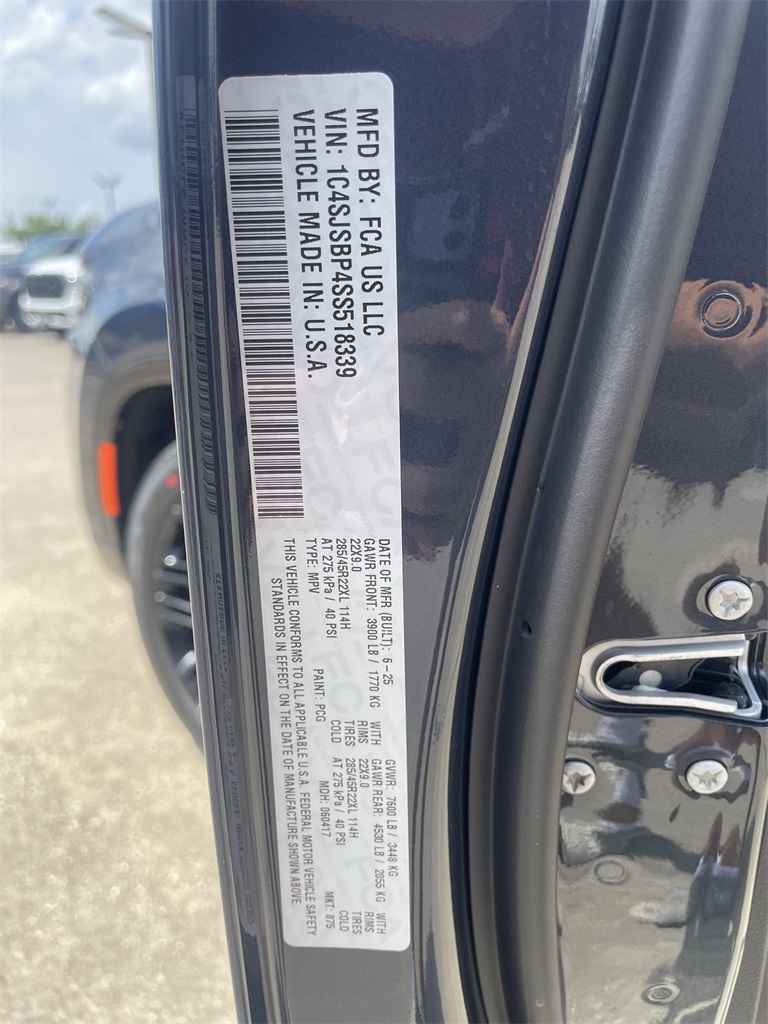 MFD BY: FCA US LLC
VIN: 1C4SJSBP4SS518339
VEHICLE MADE IN: U.S.A.
DATE OF MFR (BUILT): 6-25 GVWR: 7600 LB / 3448 KG
GAWR FRONT: 3900 LB / 1770 KG WITH GAWR REAR: 4530 LB / 2055 KG WITH
22X9.0 RIMS 22X9.0 RIMS
285/45R22XL 114H TIRES 285/45R22XL 114H TIRES
AT 275 kPa / 40 PSI COLD AT 275 kPa / 40 PSI COLD
TYPE: MPV PAINT: PCG MDH: 060417 MKT: 875
THIS VEHICLE CONFORMS TO ALL APPLICABLE U.S.A. FEDERAL MOTOR VEHICLE SAFETY
STANDARDS IN EFFECT ON THE DATE OF MANUFACTURE SHOWN ABOVE.